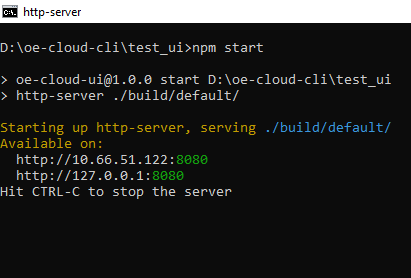 http-server
D:\oe-cloud-cli\test_ui>npm start
> oe-cloud-ui@1.0.0 start D:\oe-cloud-cli\test_ui
> http-server ./build/default/
Starting up http-server, serving ./build/default/
Available on:
http://10.66.51.122:8080
http://127.0.0.1:8080
Hit CTRL-C to stop the server